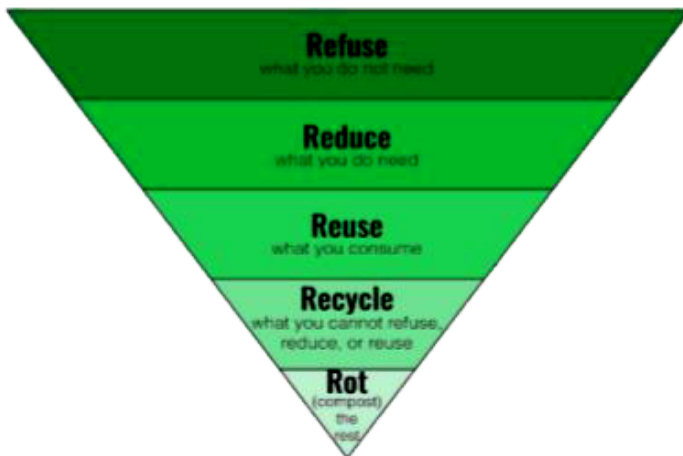 Refuse
what you do not need
Reduce
what you do need
Reuse
what you consume
Recycle
what you cannot refuse,
reduce, or reuse
Rot
(compost)
the
rest